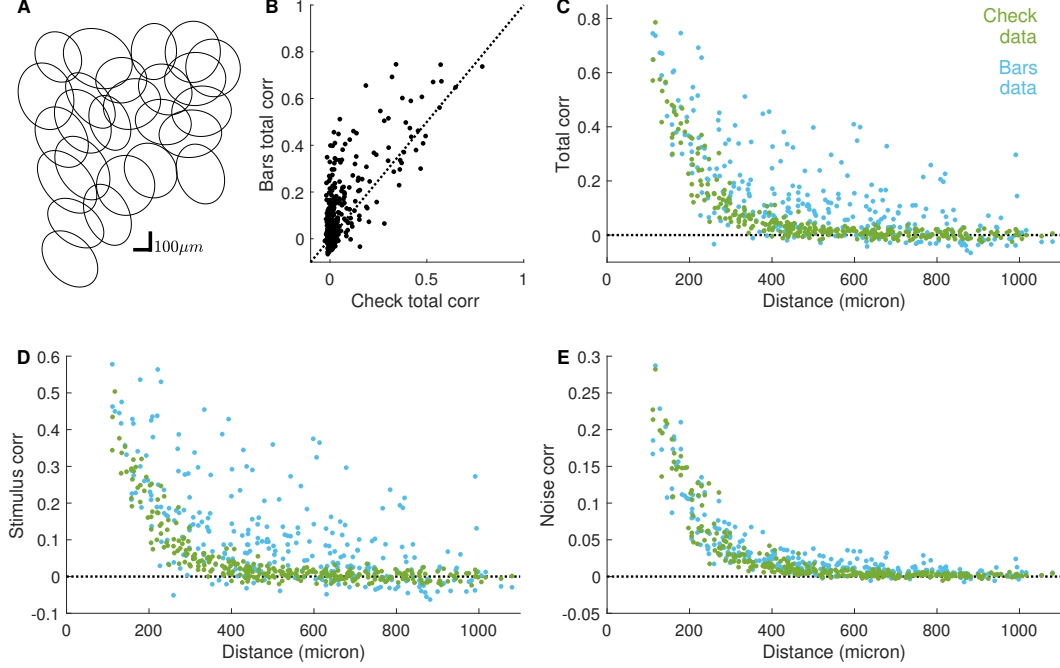 A
100μm
B
Bars total corr
1
0.8
0.6
0.4
0.2
0
0
0.5
1
Check total corr
C
Total corr
0.8
0.6
0.4
0.2
0
0
200
400
600
800
1000
Distance (micron)
Check
data
Bars
data
D
Stimulus corr
0.6
0.5
0.4
0.3
0.2
0.1
0
-0.1
0
200
400
600
800
1000
Distance (micron)
E
Noise corr
0.3
0.25
0.2
0.15
0.1
0.05
0
-0.05
0
200
400
600
800
1000
Distance (micron)